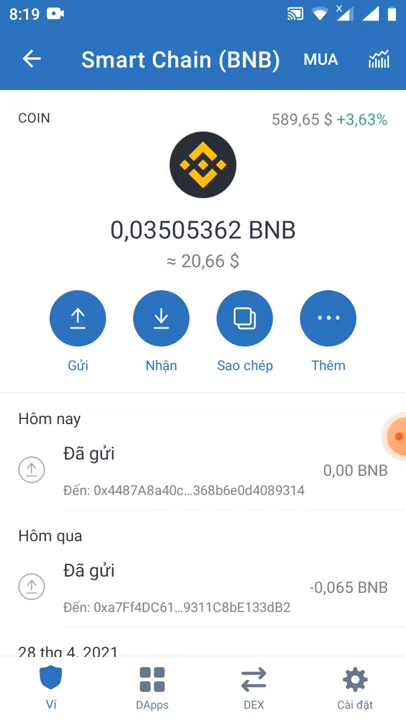 8:19
Smart Chain (BNB) MUA
COIN 589,65 $ +3,63%
0,03505362 BNB
≈ 20,66 $
Gửi Nhận Sao chép Thêm
Hôm nay
Đã gửi
0,00 BNB
Đến: 0x4487A8a40c...368b6e0d4089314
Hôm qua
Đã gửi
-0,065 BNB
Đến: 0xa7Ff4DC61...9311C8bE133dB2
28 thg 4, 2021
Ví DApps DEX Cài đặt